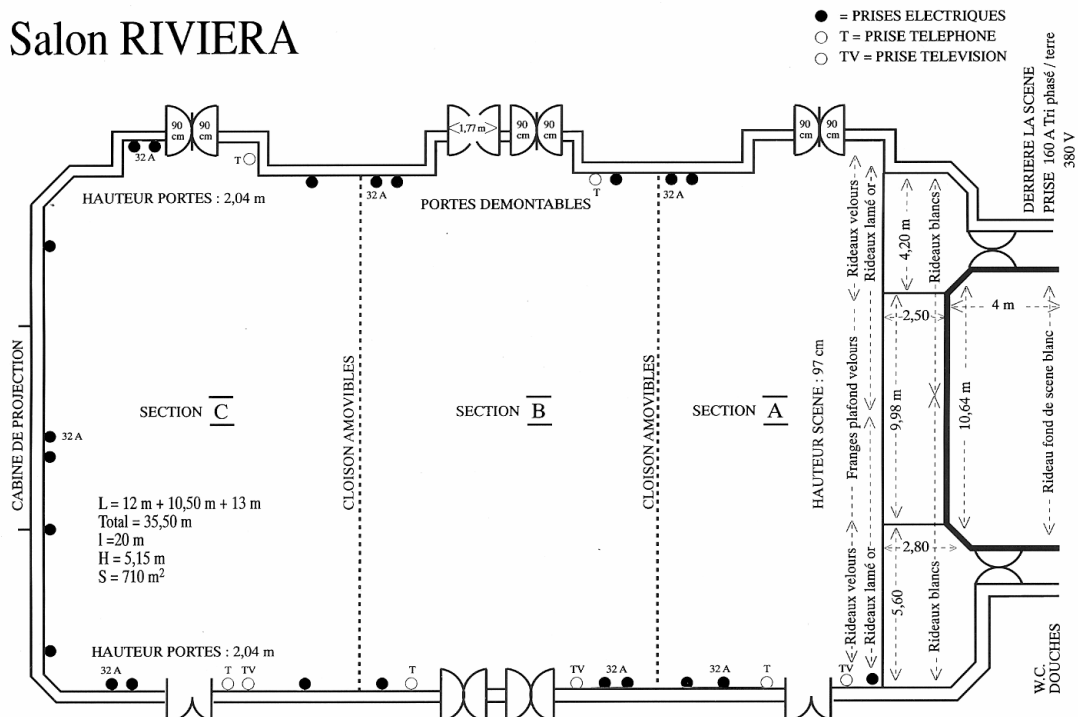 Salon RIVIERA
= PRISES ELECTRIQUES
T = PRISE TELEPHONE
TV = PRISE TELEVISION
DERRIERE LA SCENE
PRISE 160 A Tri phasé / terre
380 V
90 cm
90 cm
1,77 m
90 cm
90 cm
90 cm
90 cm
32 A
T
HAUTEUR PORTES : 2,04 m
32 A
PORTES DEMONTABLES
T
32 A
Rideaux velours
Rideaux lamé or
4,20 m
Rideaux blancs
2,50
4 m
CABINE DE PROJECTION
SECTION C
CLOISON AMOVIBLES
SECTION B
CLOISON AMOVIBLES
SECTION A
HAUTEUR SCENE : 97 cm
Franges plafond velours
9,98 m
10,64 m
Rideau fond de scene blanc
32 A
L = 12 m + 10,50 m + 13 m
Total = 35,50 m
l =20 m
H = 5,15 m
S = 710 m²
2,80
Rideaux velours
Rideaux lamé or
5,60
Rideaux blancs
W.C.
DOUCHES
HAUTEUR PORTES : 2,04 m
32 A
T
TV
T
TV
32 A
32 A
T
TV